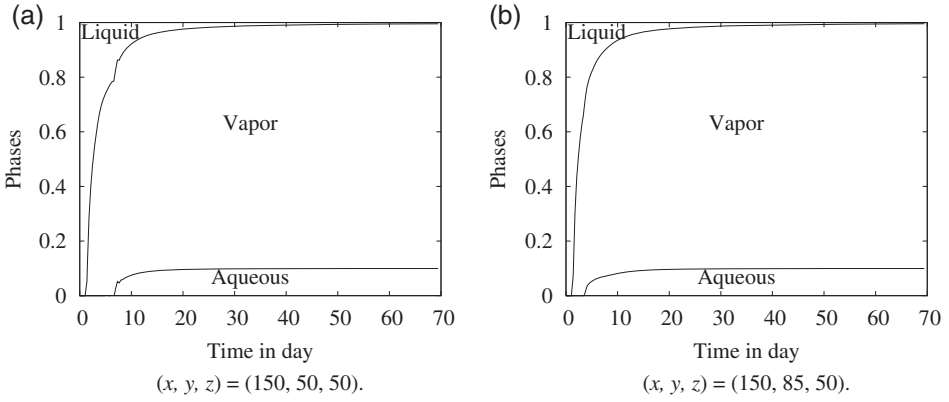 (a)
1
0.8
0.6
0.4
0.2
0
Phases
Liquid
Vapor
Aqueous
0 10 20 30 40 50 60 70
Time in day
(x, y, z) = (150, 50, 50).
(b)
1
0.8
0.6
0.4
0.2
0
Phases
Liquid
Vapor
Aqueous
0 10 20 30 40 50 60 70
Time in day
(x, y, z) = (150, 85, 50).